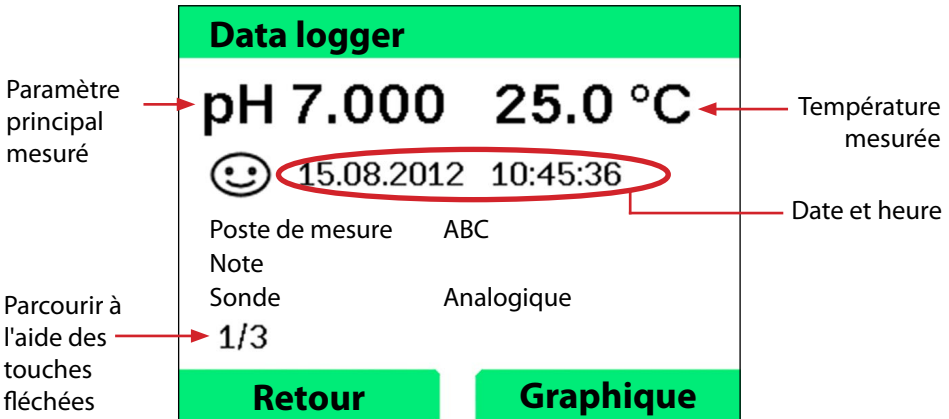 Data logger
Paramètre
principal
mesuré
pH 7.000 25.0 °C
Température
mesurée
15.08.2012 10:45:36
Date et heure
Poste de mesure ABC
Note
Sonde Analogique
Parcourir à
l'aide des
touches
fléchées
1/3
Retour Graphique